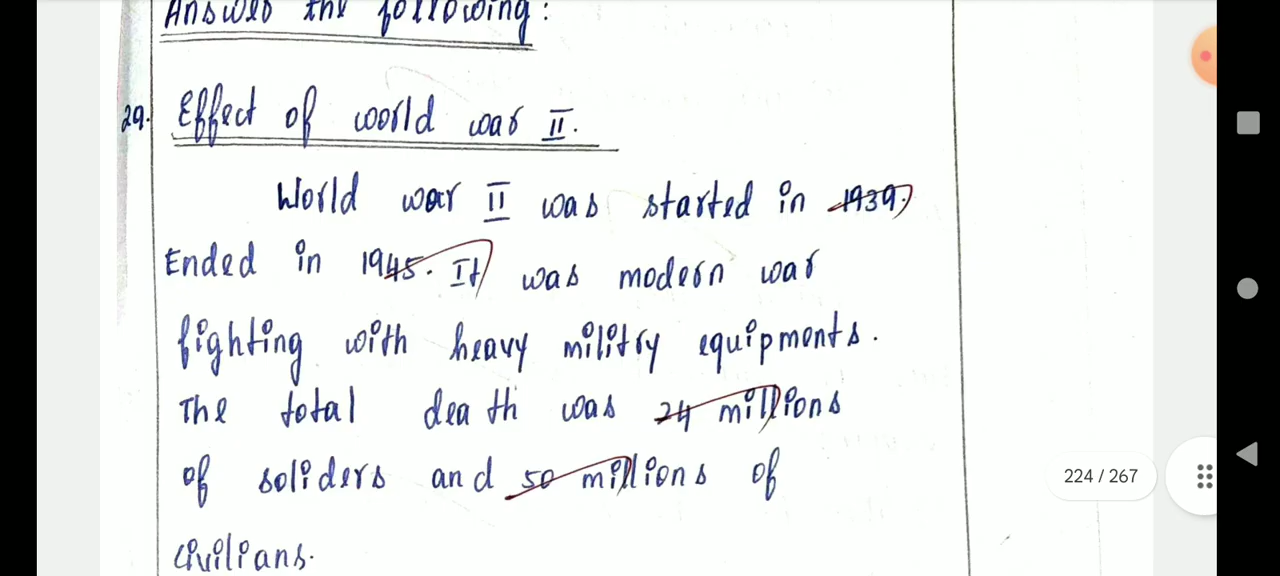 Answer the following:
29. Effect of world war II.
World war II was started in 1939,
Ended in 1945. It was modern war
fighting with heavy militry equipments.
The total death was 24 millions
of soliders and 50 millions of
civilians.
224 / 267